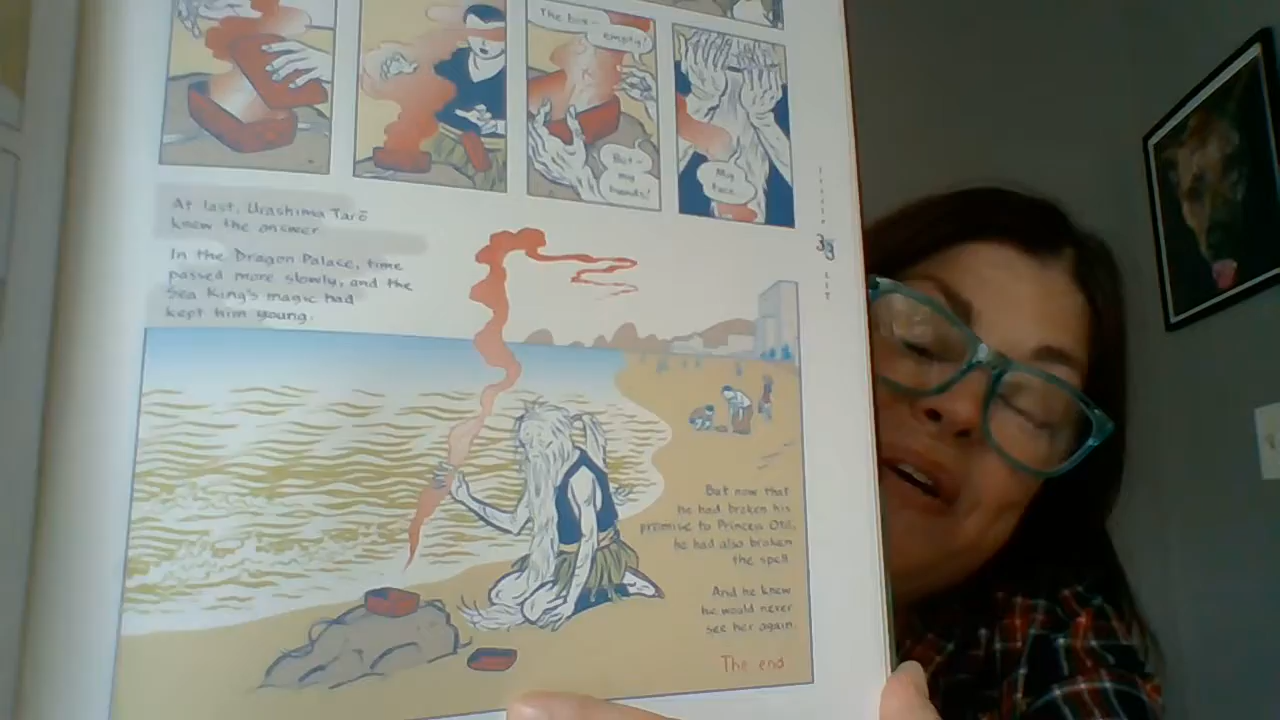 The box—
empty!
But
my
hands!
My
face
At last, Urashima Tarō
knew the answer
In the Dragon Palace, time
passed more slowly, and the
Sea King's magic had
kept him young.
But now that
he had broken his
promise to Princess Oto,
he had also broken
the spell
And he knew
he would never
see her again.
The end
LIT